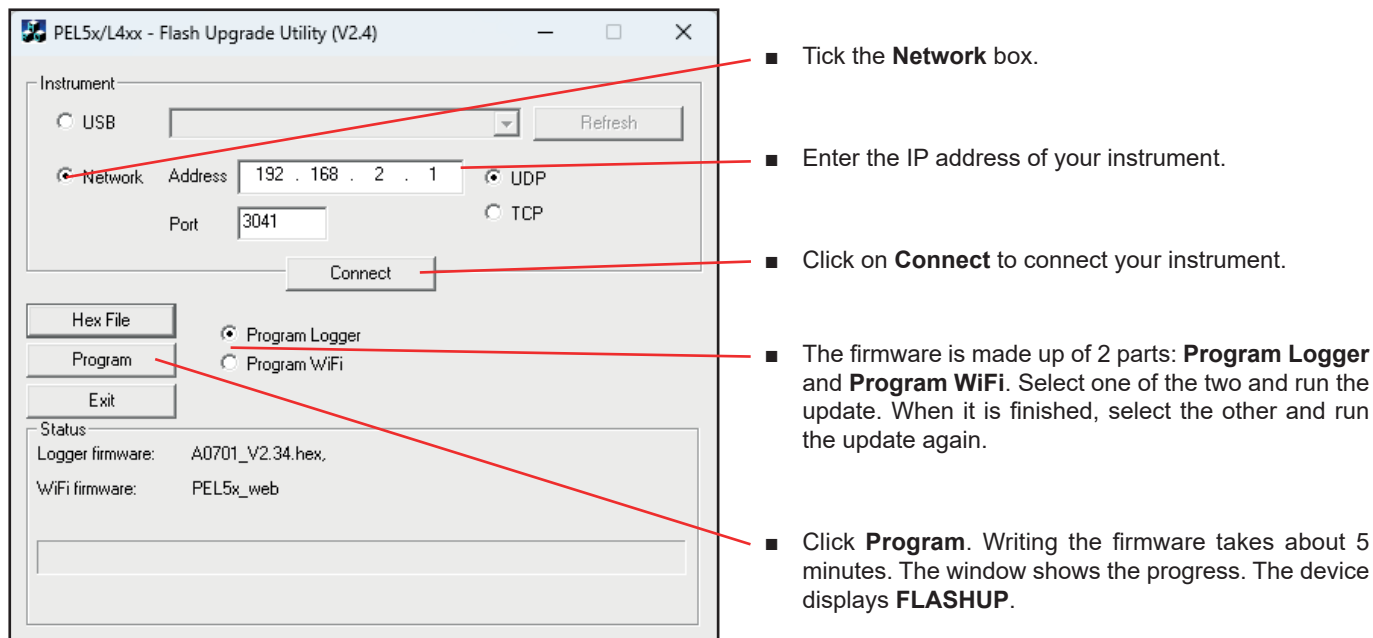 PEL5x/L4xx - Flash Upgrade Utility (V2.4)
Instrument
USB
Refresh
Network Address 192 . 168 . 2 . 1 UDP
Port 3041 TCP
Connect
Hex File
Program Logger
Program
Program WiFi
Exit
Status
Logger firmware: A0701_V2.34.hex,
WiFi firmware: PEL5x_web
■ Tick the Network box.
■ Enter the IP address of your instrument.
■ Click on Connect to connect your instrument.
■ The firmware is made up of 2 parts: Program Logger
and Program WiFi. Select one of the two and run the
update. When it is finished, select the other and run
the update again.
■ Click Program. Writing the firmware takes about 5
minutes. The window shows the progress. The device
displays FLASHUP.